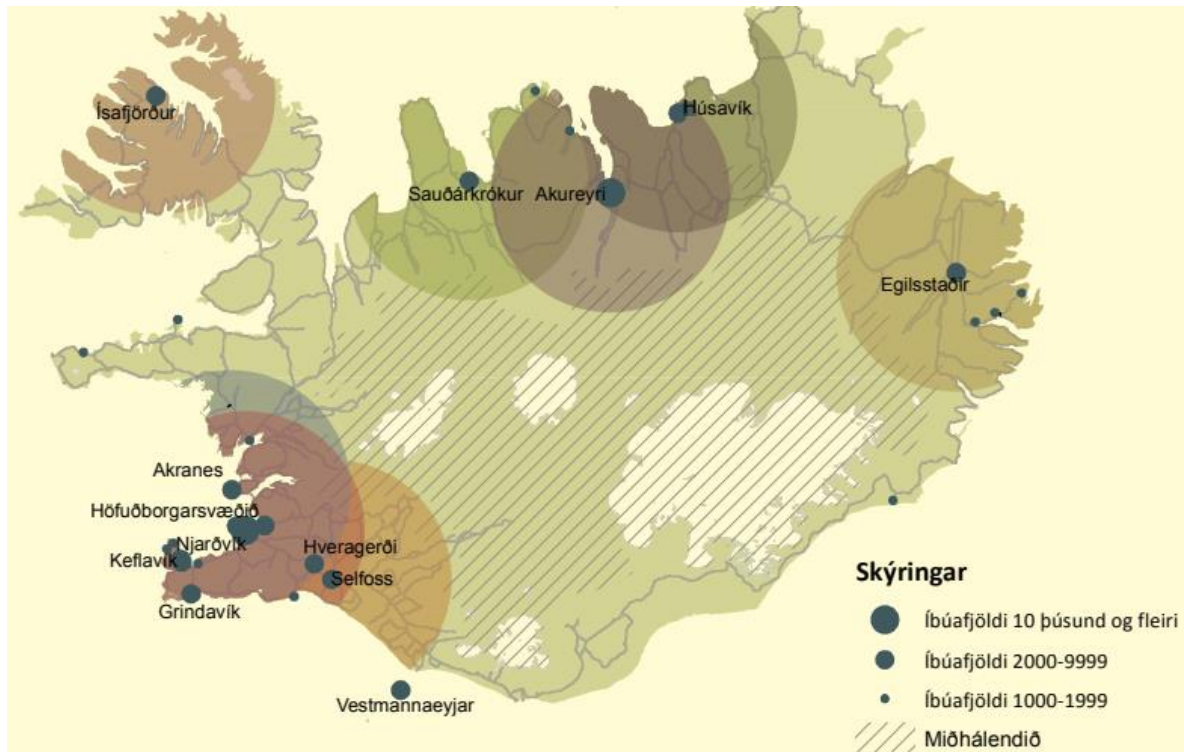 Ísafjörður
Húsavík
Sauðárkrókur
Akureyri
Egilsstaðir
Akranes
Höfuðborgarsvæðið
Njarðvík
Keflavík
Hveragerði
Selfoss
Grindavík
Vestmannaeyjar
Skýringar
Íbúafjöldi 10 þúsund og fleiri
Íbúafjöldi 2000-9999
Íbúafjöldi 1000-1999
Miðhálendið